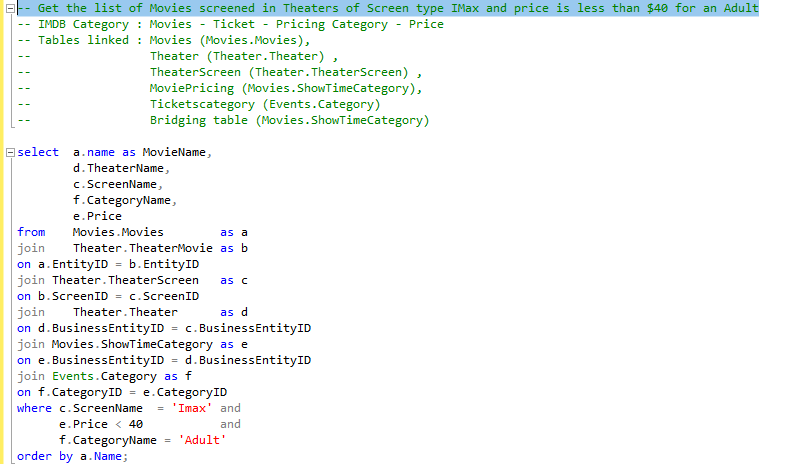 -- Get the list of Movies screened in Theaters of Screen type IMax and price is less than $40 for an Adult
-- IMDB Category : Movies - Ticket - Pricing Category - Price
-- Tables linked : Movies (Movies.Movies),
--                 Theater (Theater.Theater) ,
--                 TheaterScreen (Theater.TheaterScreen) ,
--                 MoviePricing (Movies.ShowTimeCategory),
--                 Ticketscategory (Events.Category)
--                 Bridging table (Movies.ShowTimeCategory)

select  a.name as MovieName,
        d.TheaterName,
        c.ScreenName,
        f.CategoryName,
        e.Price
from    Movies.Movies        as a
join    Theater.TheaterMovie as b
on a.EntityID = b.EntityID
join Theater.TheaterScreen   as c
on b.ScreenID = c.ScreenID
join    Theater.Theater      as d
on d.BusinessEntityID = c.BusinessEntityID
join Movies.ShowTimeCategory as e
on e.BusinessEntityID = d.BusinessEntityID
join Events.Category as f
on f.CategoryID = e.CategoryID
where c.ScreenName  = 'Imax' and
      e.Price < 40           and
      f.CategoryName = 'Adult'
order by a.Name;